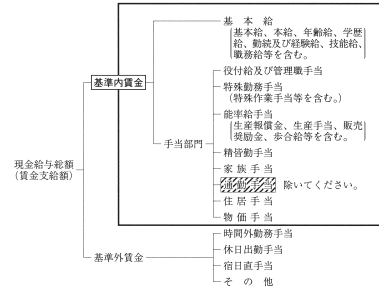 基　本　給
基本給、本給、年齢給、学歴
給、勤続及び経験給、技能給、
職務給等を含む。
役付給及び管理職手当
基準内賃金
特殊勤務手当
（特殊作業手当等を含む。）
能率給手当
生産報償金、生産手当、販売
奨励金、歩合給等を含む。
手当部門
精皆勤手当
現金給与総額
（賃金支給額）
家 族 手 当
通 勤 手 当　除いてください。
住 居 手 当
物 価 手 当
時間外勤務手当
休日出勤手当
基準外賃金
宿日直手当
そ　の　他